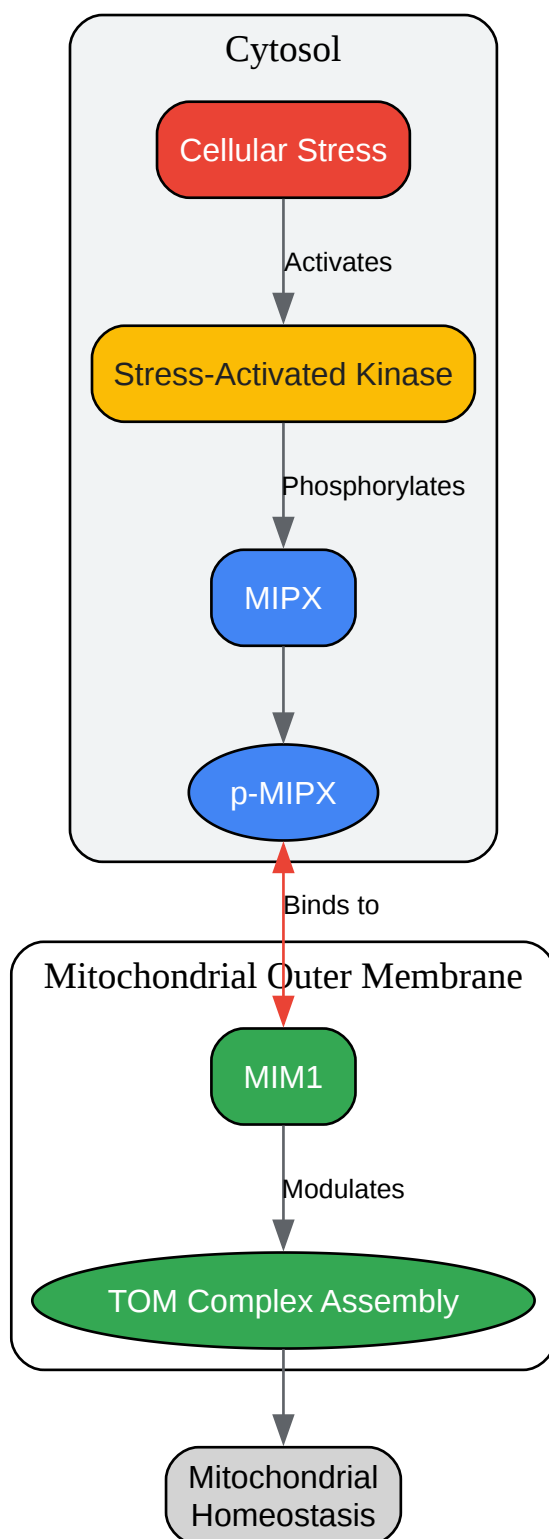 Cytosol
Cellular Stress
Activates
Stress-Activated Kinase
Phosphorylates
MIPX
p-MIPX
Binds to
Mitochondrial Outer Membrane
MIM1
Modulates
TOM Complex Assembly
Mitochondrial
Homeostasis